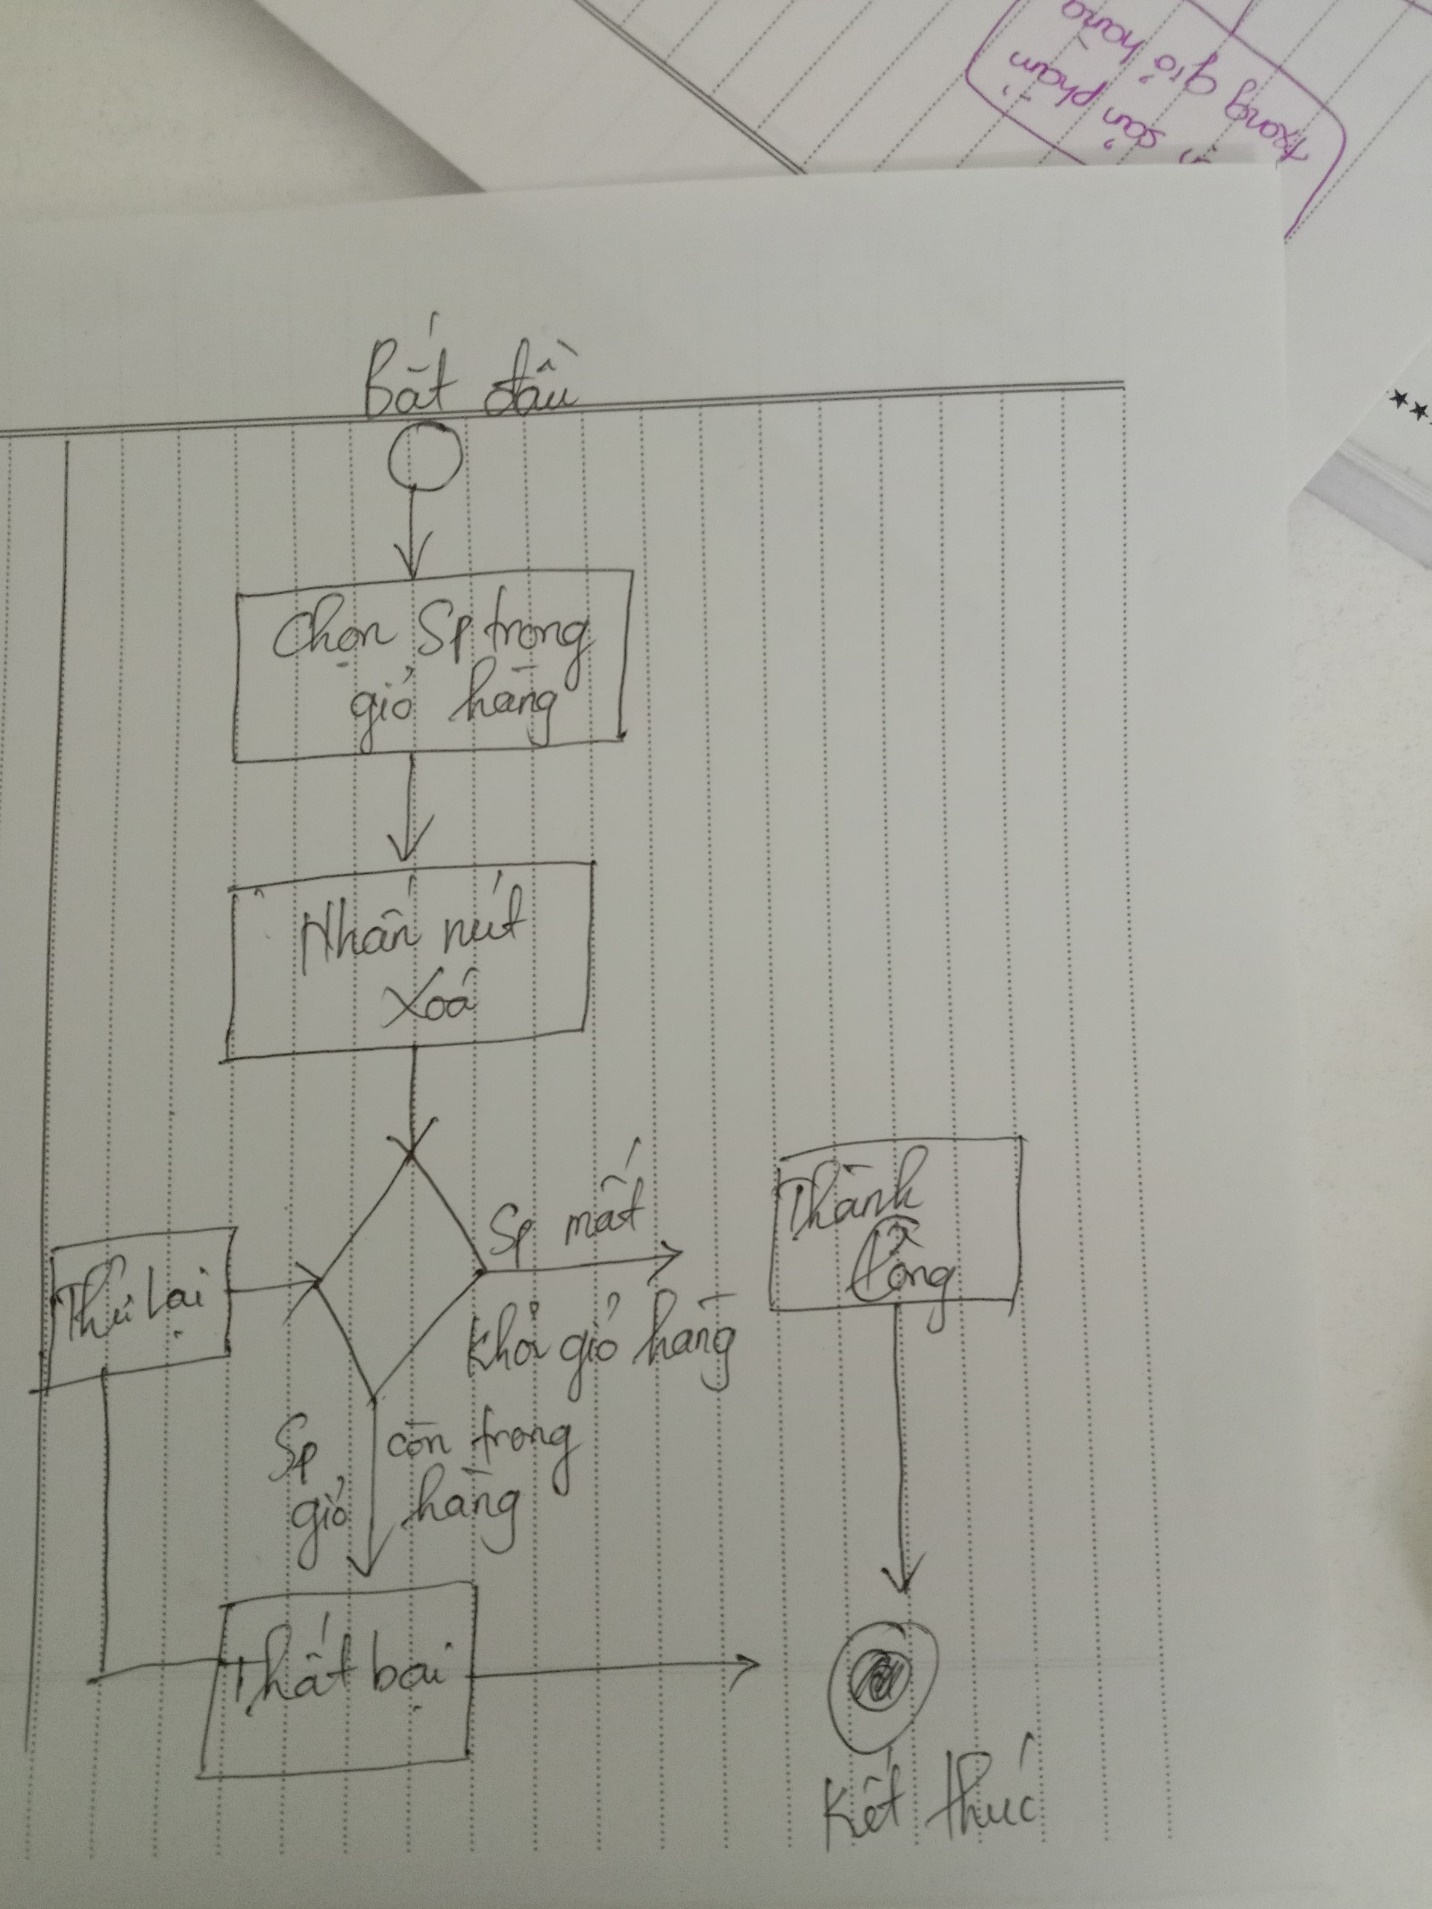 trong giỏ hàng
sản phẩm
Bắt đầu
Chọn Sp trong
giỏ hàng
Nhấn nút
Xoá
Sp mất
khỏi giỏ hàng
Thành
công
Thử lại
Sp còn trong
giỏ hàng
Thất bại
Kết thúc